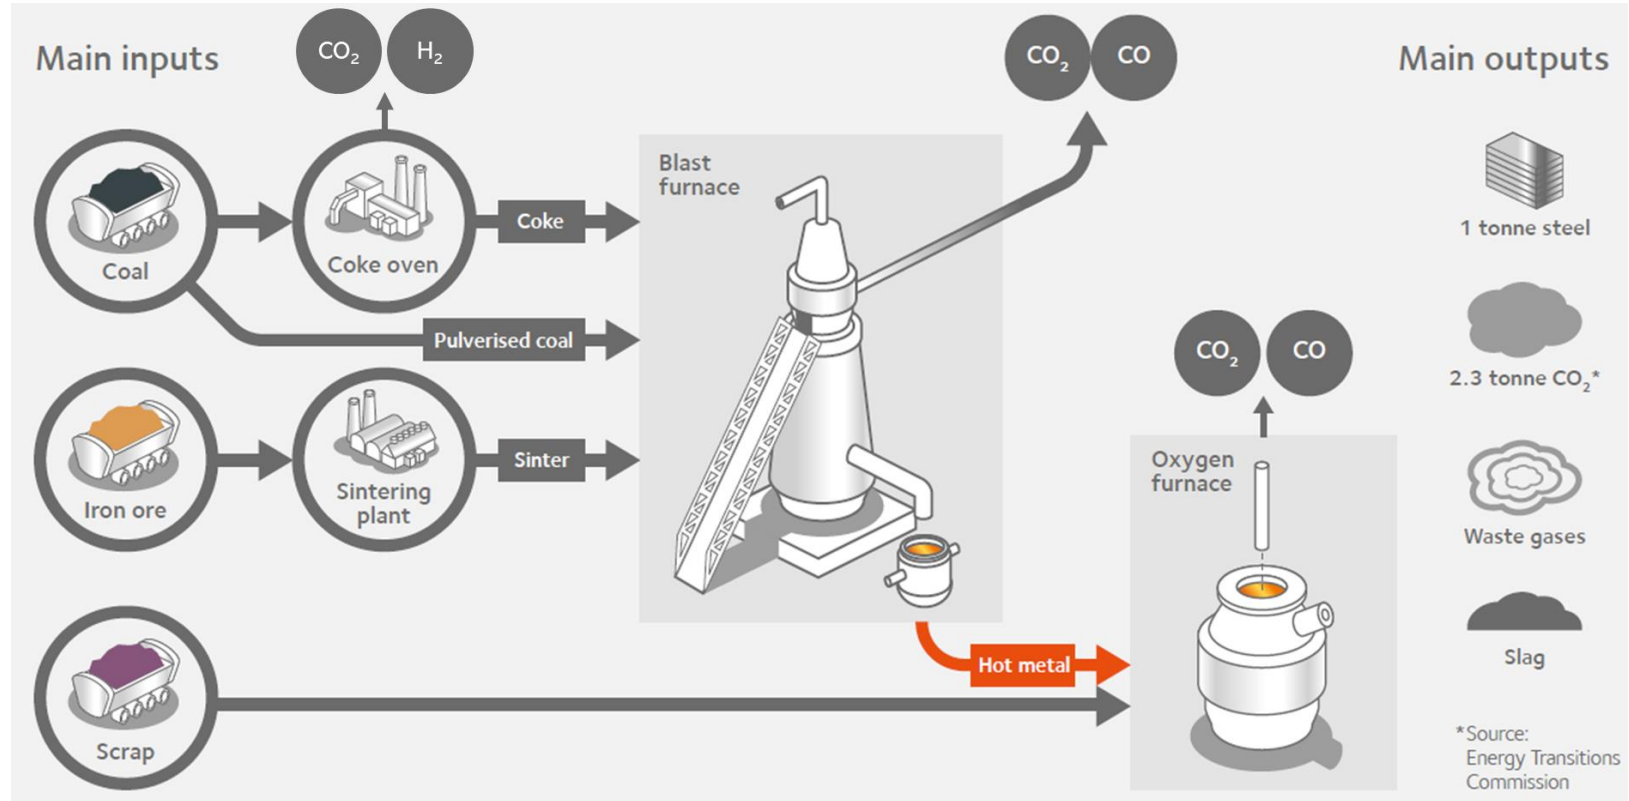 Main inputs
CO₂
H₂
CO₂
CO
Main outputs
Coal
Coke oven
Coke
Pulverised coal
Blast
furnace
1 tonne steel
2.3 tonne CO₂*
Iron ore
Sintering
plant
Sinter
CO₂
CO
Oxygen
furnace
Waste gases
Hot metal
Slag
Scrap
*Source:
Energy Transitions
Commission